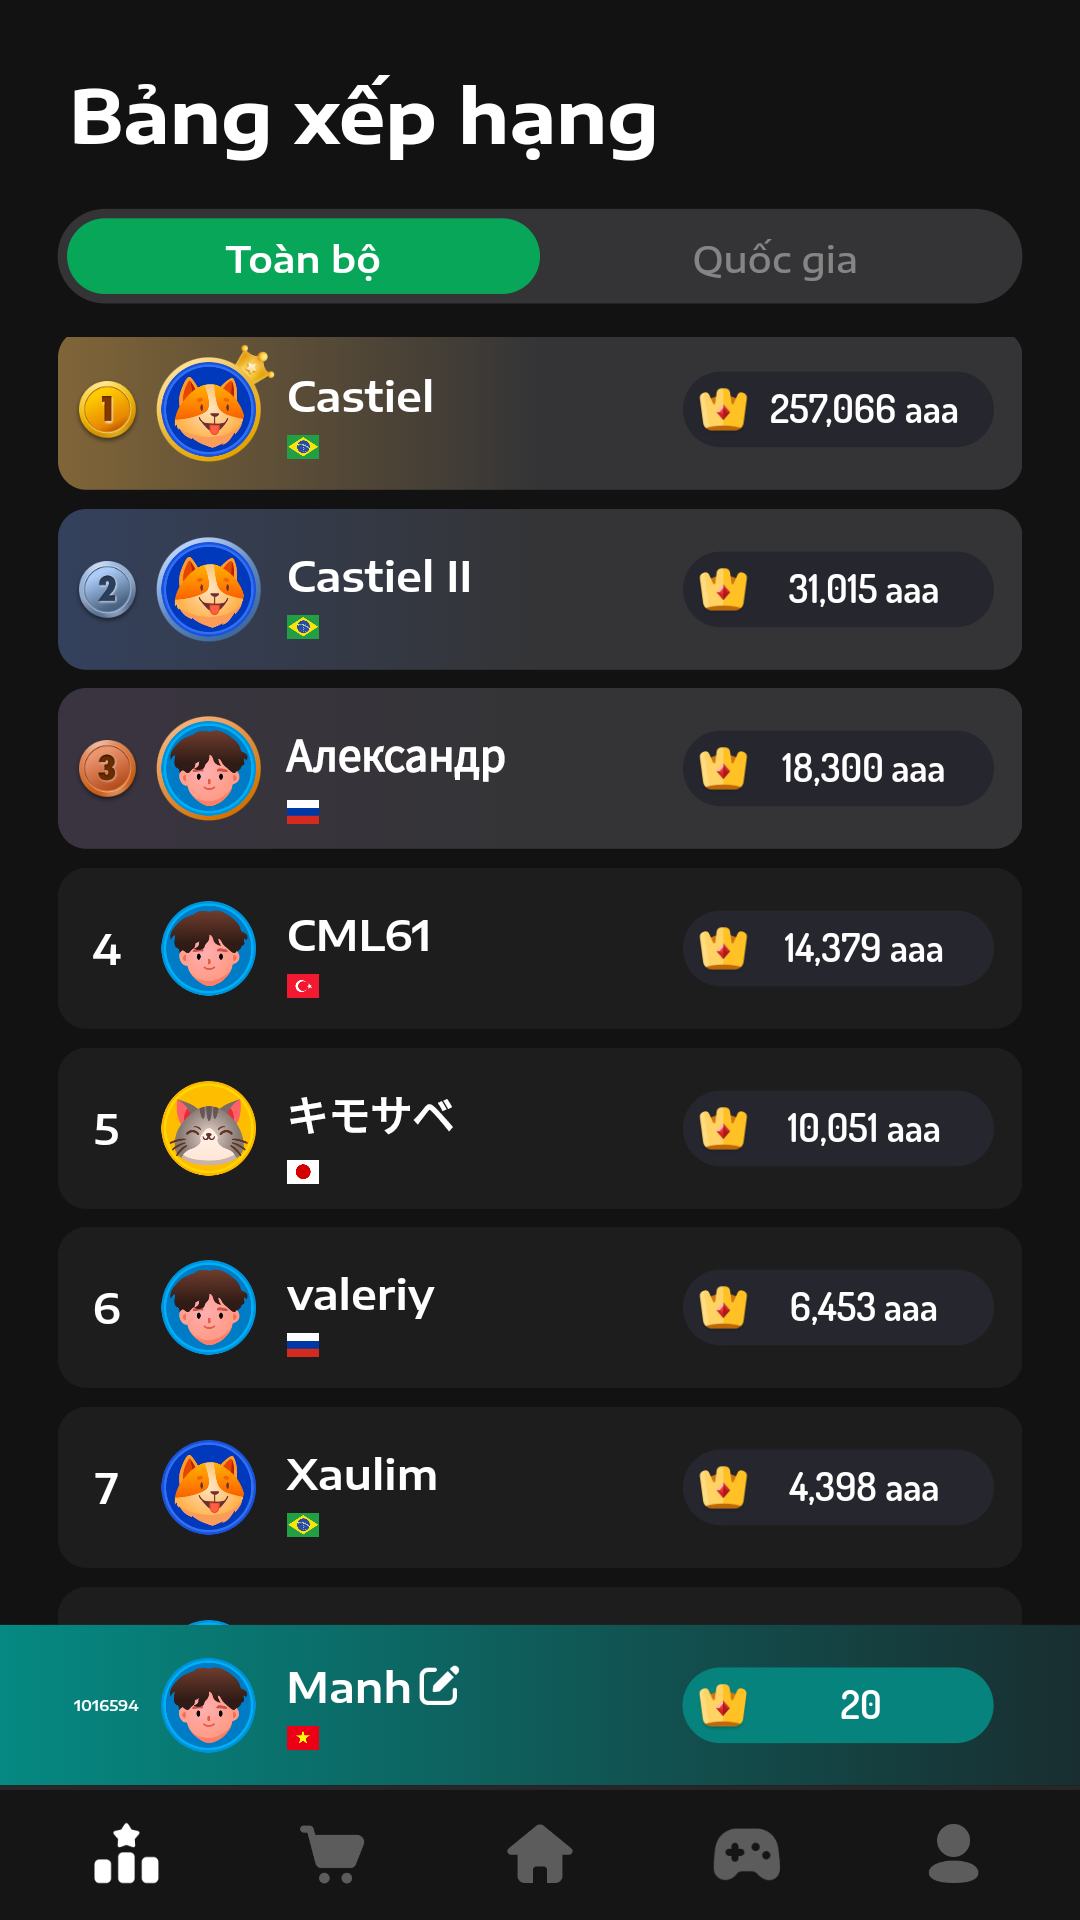 Bảng xếp hạng
Toàn bộ
Quốc gia
1
Castiel
257,066 aaa
2
Castiel II
31,015 aaa
3
Александр
18,300 aaa
4
CML61
14,379 aaa
5
キモサベ
10,051 aaa
6
valeriy
6,453 aaa
7
Xaulim
4,398 aaa
1016594
Manh
20